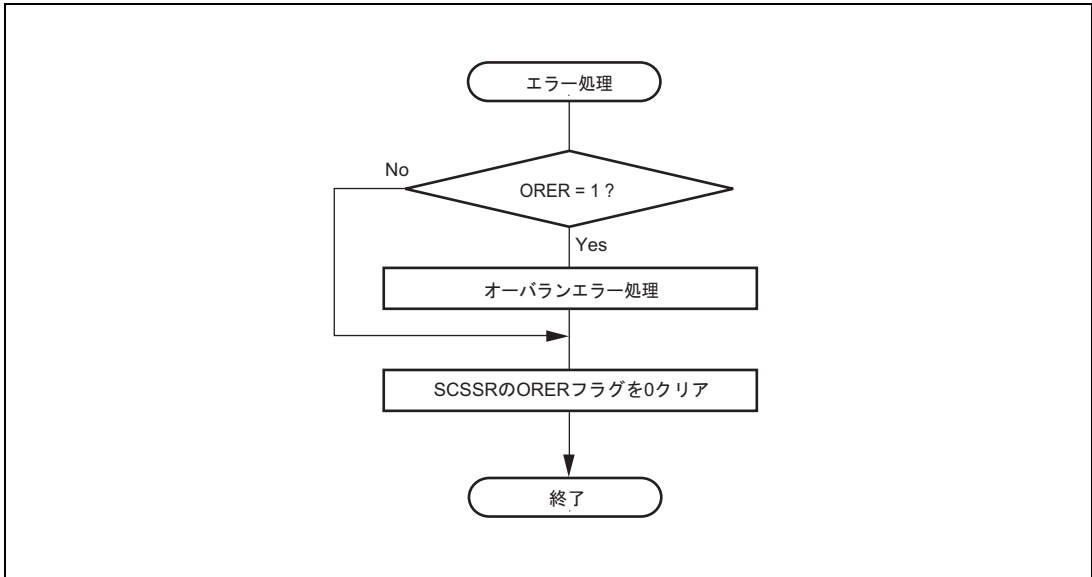 エラー処理
No
ORER = 1 ?
Yes
オーバランエラー処理
SCSSRのORERフラグを0クリア
終了